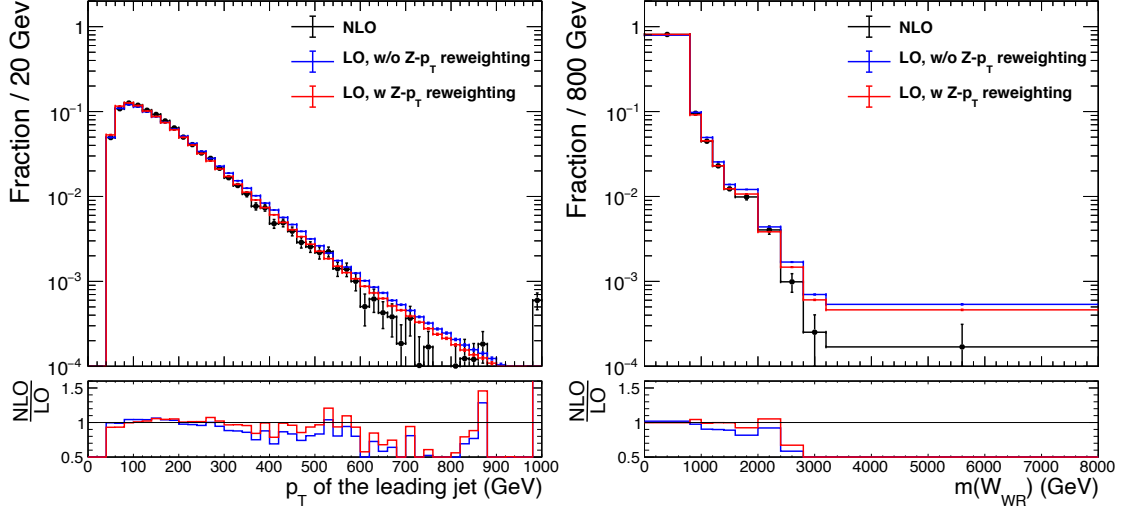 Fraction / 20 Gev
1
10⁻¹
10⁻²
10⁻³
10⁻⁴
NLO
LO, w/o Z-p_T reweighting
LO, w Z-p_T reweighting
NLO
LO
1.5
1
0.5
0 100 200 300 400 500 600 700 800 900 1000
p_T of the leading jet (GeV)
Fraction / 800 Gev
1
10⁻¹
10⁻²
10⁻³
10⁻⁴
NLO
LO, w/o Z-p_T reweighting
LO, w Z-p_T reweighting
NLO
LO
1.5
1
0.5
0 1000 2000 3000 4000 5000 6000 7000 8000
m(W_WR) (GeV)